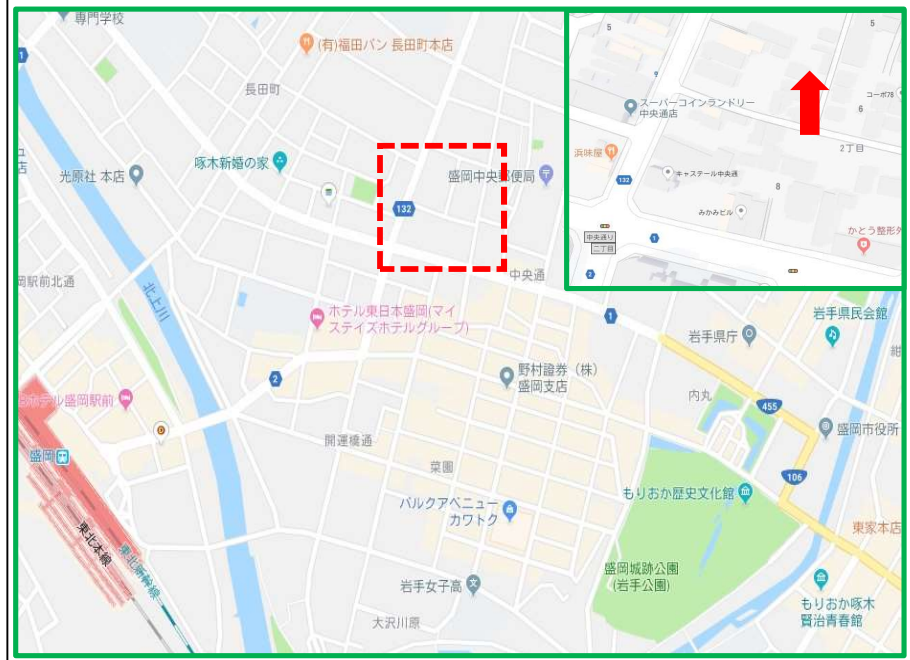 専門学校
(有)福田パン 長田町本店
長田町
啄木新婚の家
光原社 本店
店
盛岡中央郵便局
132
中央通
岡駅前北通
北上川
ホテル東日本盛岡(マイ
ステイズホテルグループ)
1
岩手県民会館
岩手県庁
紺
野村證券(株)
盛岡支店
2
内丸
455
ホテル盛岡駅前
盛岡市役所
開運橋通
盛岡
菜園
106
もりおか歴史文化館
パルクアベニュー
カワトク
東家本店
東北本線
東北新幹線
盛岡城跡公園
(岩手公園)
岩手女子高
もりおか啄木
賢治青春館
大沢川原
5
5
スーパーコインランドリー
中央通店
コーポ78
6
2丁目
浜味屋
キャステール中央通
132
8
みかみビル
中央通り
二丁目
1
かとう整形外
2